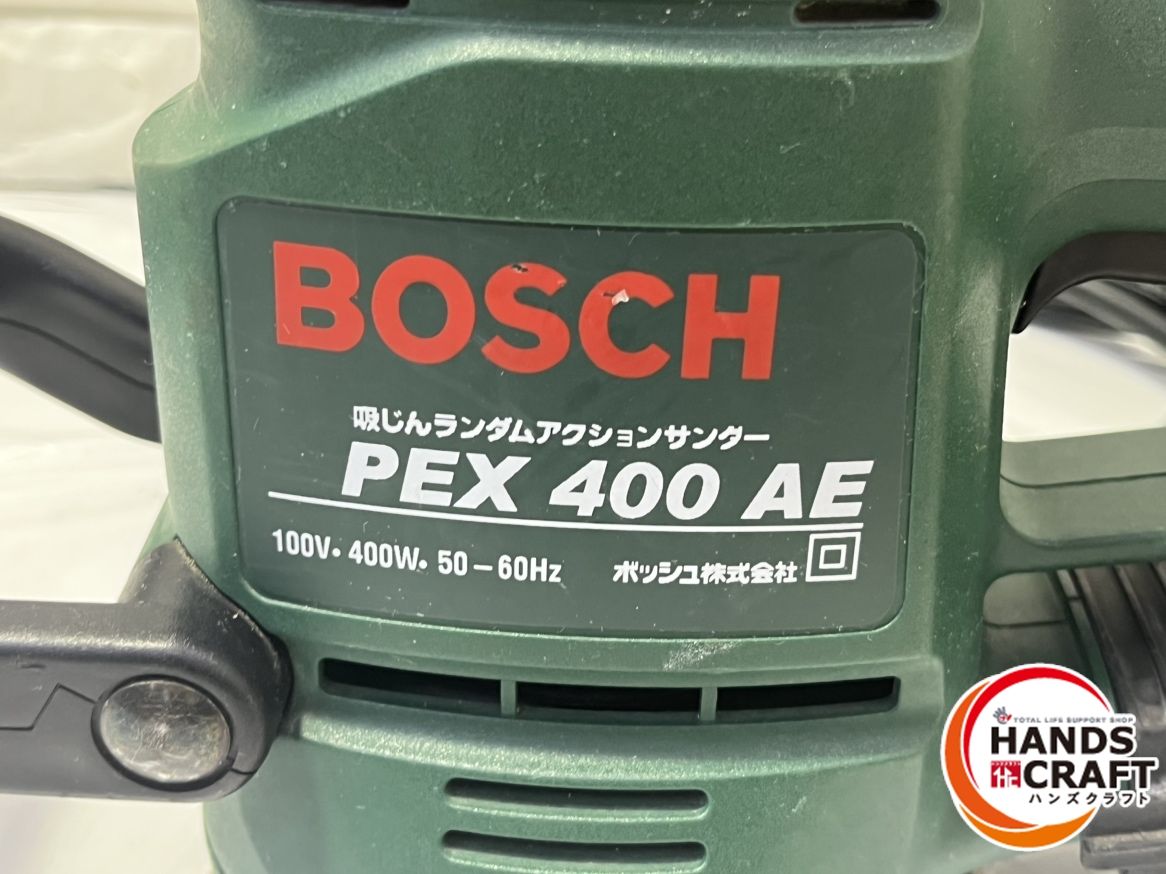 BOSCH
吸じんランダムアクションサンダー
PEX 400 AE
100V・400W・50－60Hz ボッシュ株式会社
TOTAL LIFE SUPPORT SHOP
HANDS
CRAFT
ハンズクラフト